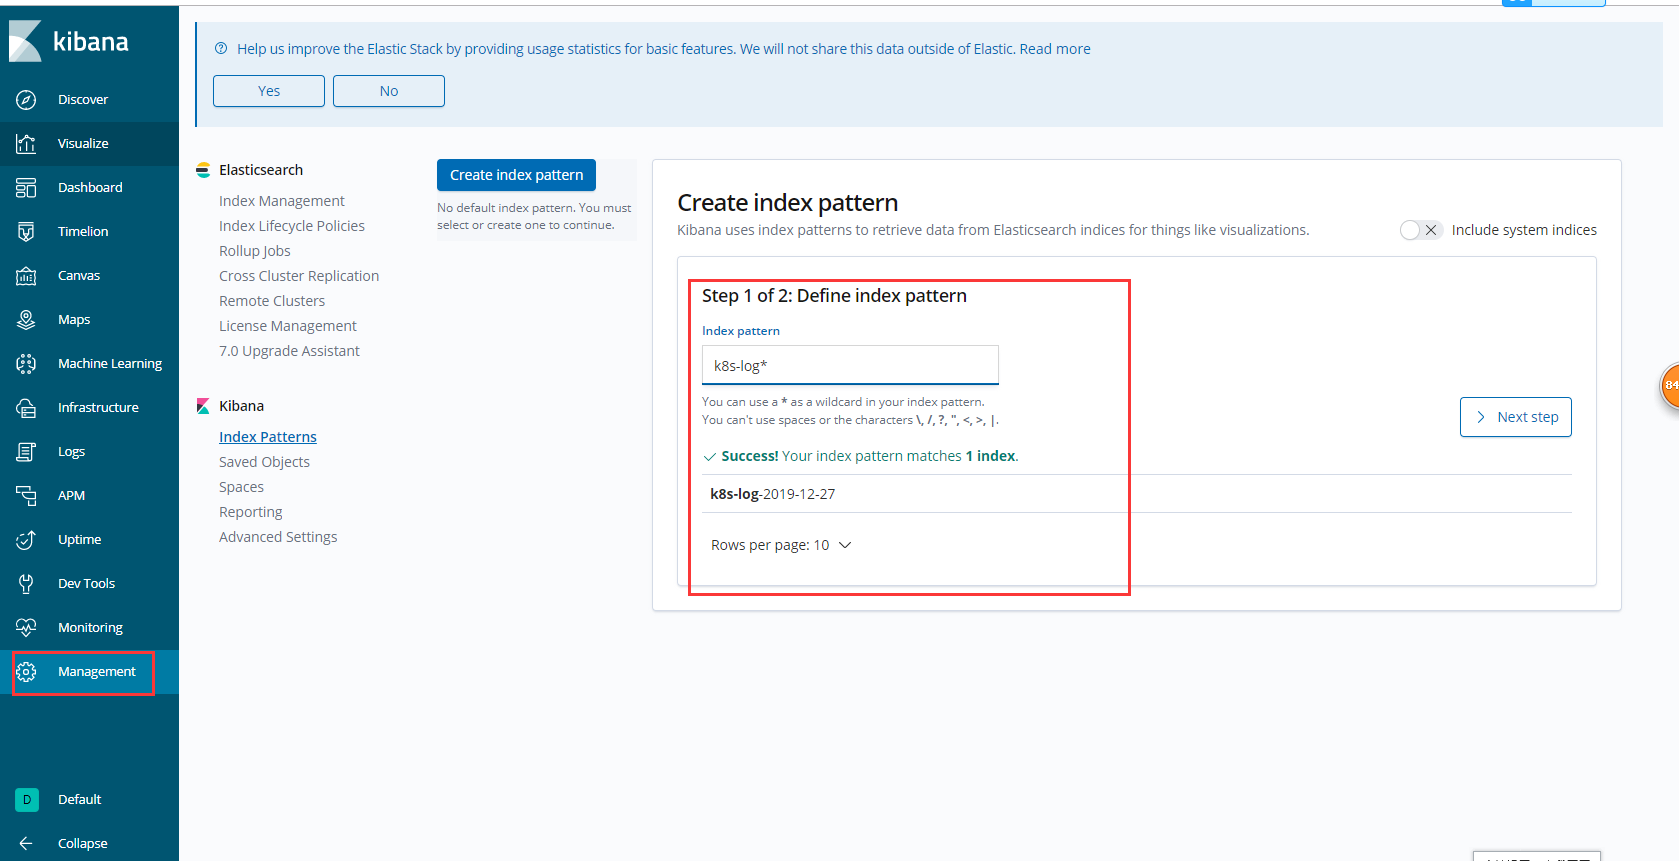 kibana
Discover
Visualize
Dashboard
Timelion
Canvas
Maps
Machine Learning
Infrastructure
Logs
APM
Uptime
Dev Tools
Monitoring
Management
D Default
Collapse
Help us improve the Elastic Stack by providing usage statistics for basic features. We will not share this data outside of Elastic. Read more
Yes No
Elasticsearch
Index Management
Index Lifecycle Policies
Rollup Jobs
Cross Cluster Replication
Remote Clusters
License Management
7.0 Upgrade Assistant
Kibana
Index Patterns
Saved Objects
Spaces
Reporting
Advanced Settings
Create index pattern
No default index pattern. You must
select or create one to continue.
Create index pattern
Kibana uses index patterns to retrieve data from Elasticsearch indices for things like visualizations.
Include system indices
Step 1 of 2: Define index pattern
Index pattern
k8s-log*
You can use a * as a wildcard in your index pattern.
You can't use spaces or the characters \, /, ?, ", <, >, |.
Next step
Success! Your index pattern matches 1 index.
k8s-log-2019-12-27
Rows per page: 10
84